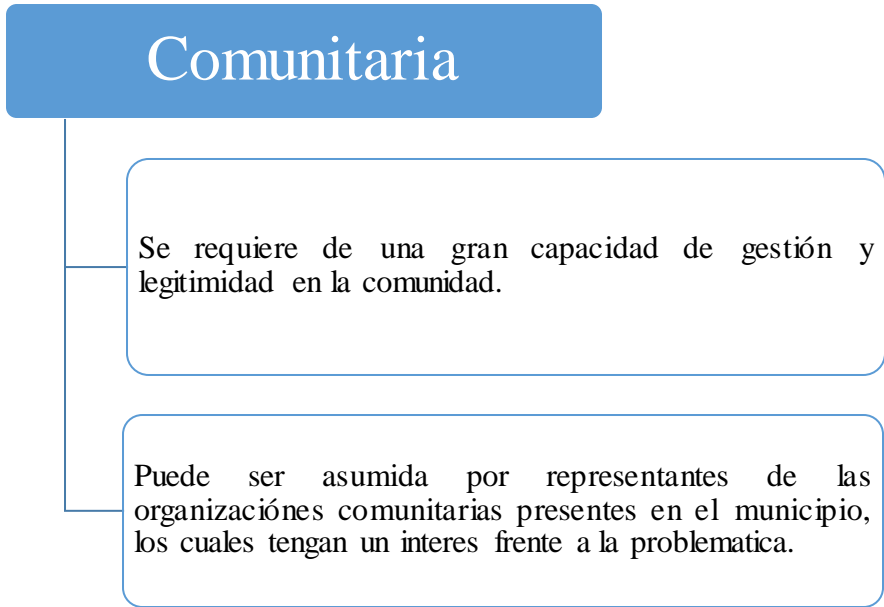 Comunitaria
Se requiere de una gran capacidad de gestión y
legitimidad en la comunidad.
Puede ser asumida por representantes de las
organizaciónes comunitarias presentes en el municipio,
los cuales tengan un interes frente a la problematica.